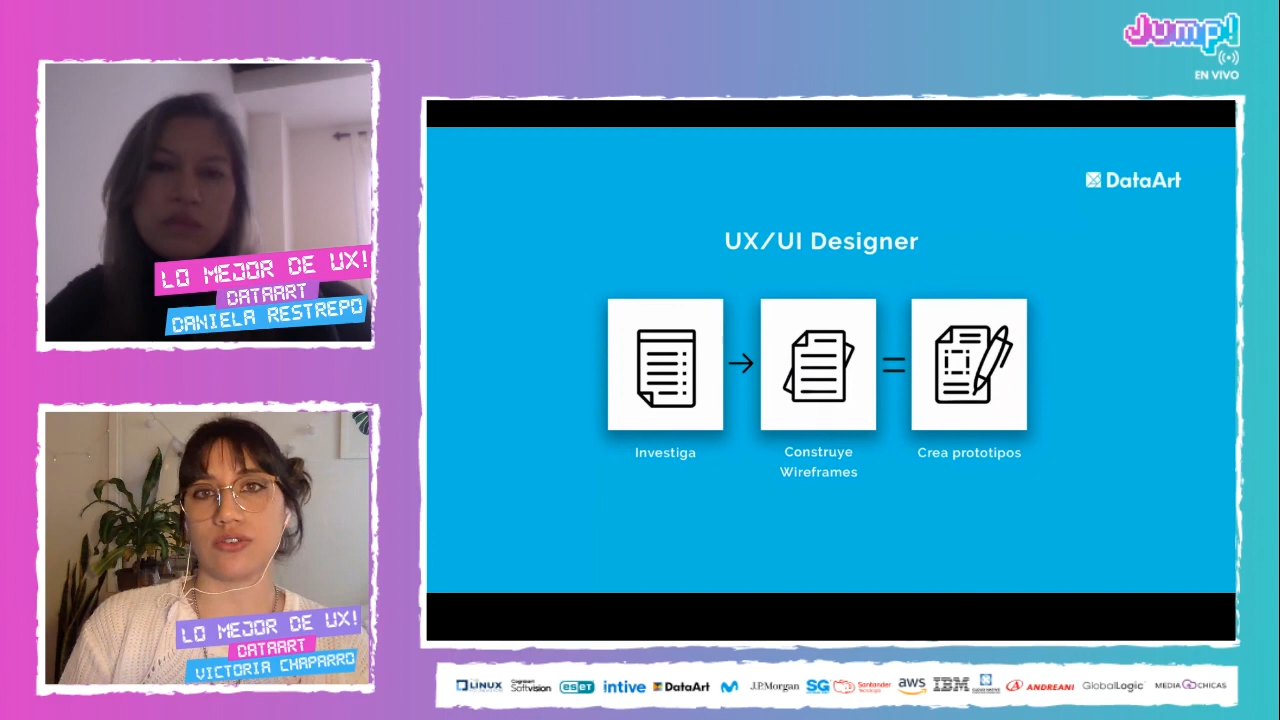 Jump!
EN VIVO
LO MEJOR DE UX!
DATAART
DANIELA RESTREPO
DataArt
UX/UI Designer
Investiga
Construye
Wireframes
Crea prototipos
LO MEJOR DE UX!
DATAART
VICTORIA CHAPARRO
LINUX Cognizant Softvision eseT intive DataArt J.P.Morgan SG Santander Tecnología aws IBM ANDREANI GlobalLogic MEDIA CHICAS